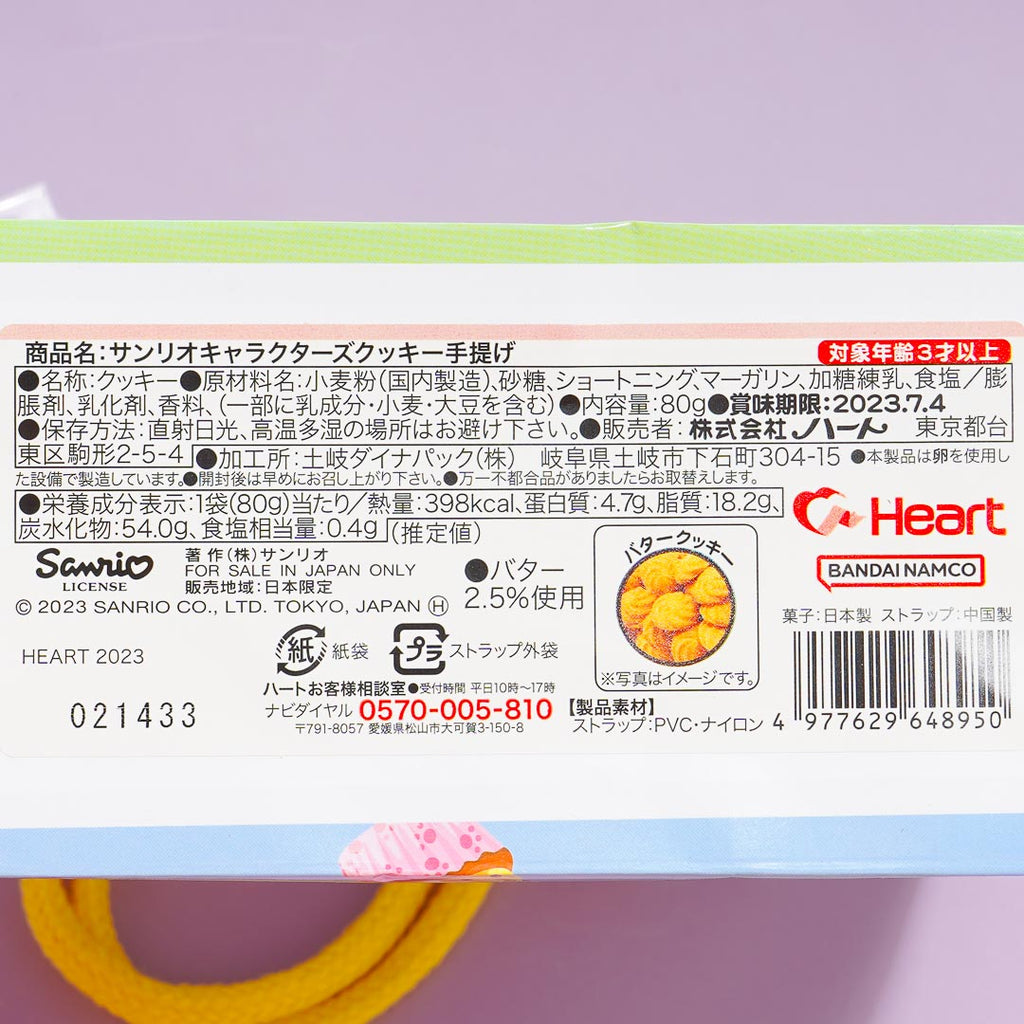 商品名:サンリオキャラクターズクッキー手提げ
対象年齢3才以上
●名称:クッキー●原材料名:小麦粉(国内製造)、砂糖、ショートニング、マーガリン、加糖練乳、食塩／膨
脹剤、乳化剤、香料、(一部に乳成分・小麦・大豆を含む)●内容量:80g●賞味期限:2023.7.4
●保存方法:直射日光、高温多湿の場所はお避け下さい。●販売者:株式会社ハート 東京都台
東区駒形2-5-4●加工所:土岐ダイナパック(株) 岐阜県土岐市下石町304-15 ●本製品は卵を使用し
た設備で製造しています。●開封後は早めにお召し上がり下さい。●万一不都合品がありましたらお取替えします。
●栄養成分表示:1袋(80g)当たり/熱量:398kcal、蛋白質:4.7g、脂質:18.2g、
炭水化物:54.0g、食塩相当量:0.4g (推定値)
Heart
BANDAI NAMCO
Sanrio
LICENSE
著作(株)サンリオ
FOR SALE IN JAPAN ONLY
販売地域:日本限定
© 2023 SANRIO CO., LTD. TOKYO, JAPAN Ⓗ
●バター
2.5%使用
バタークッキー
※写真はイメージです。
菓子:日本製 ストラップ:中国製
HEART 2023
紙 紙袋
プラ ストラップ外袋
021433
ハートお客様相談室●受付時間 平日10時〜17時
ナビダイヤル 0570-005-810
〒791-8057 愛媛県松山市大可賀3-150-8
【製品素材】
ストラップ:PVC・ナイロン
4 977629 648950